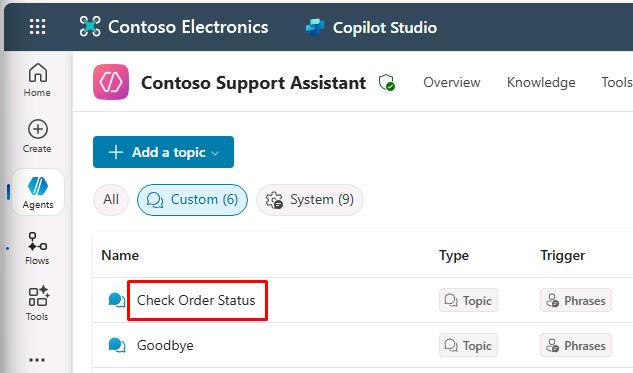 Contoso Electronics Copilot Studio
Home
Create
Agents
Flows
Tools
Contoso Support Assistant Overview Knowledge Tools
Add a topic
All Custom (6) System (9)
Name Type Trigger
Check Order Status Topic Phrases
Goodbye Topic Phrases